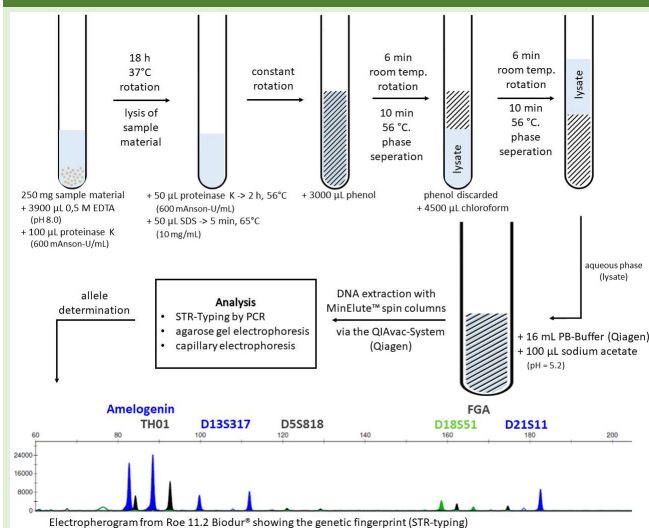 18 h
37°C
rotation
lysis of
sample
material
constant
rotation
6 min
room temp.
rotation
10 min
56 °C.
phase
seperation
lysate
6 min
room temp.
rotation
10 min
56 °C.
phase
seperation
lysate
250 mg sample material
+ 3900 µL 0,5 M EDTA
(pH 8.0)
+ 100 µL proteinase K
(600 mAnson-U/mL)
+ 50 µL proteinase K -> 2 h, 56°C
(600 mAnson-U/mL)
+ 50 µL SDS -> 5 min, 65°C
(10 mg/mL)
+ 3000 µL phenol
phenol discarded
+ 4500 µL chloroform
aqueous phase
(lysate)
+ 16 mL PB-Buffer (Qiagen)
+ 100 µL sodium acetate
(pH = 5.2)
DNA extraction with
MinElute™ spin columns
via the QIAvac-System
(Qiagen)
Analysis
• STR-Typing by PCR
• agarose gel electrophoresis
• capillary electrophoresis
allele
determination
Amelogenin
TH01
D13S317
D5S818
FGA
D18S51
D21S11
60 80 100 120 140 160 180 200
24000
16000
8000
0
Electropherogram from Roe 11.2 Biodur® showing the genetic fingerprint (STR-typing)